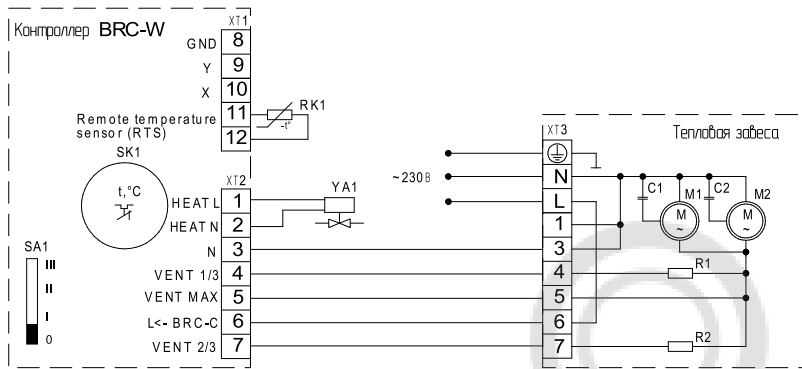 Контроллер BRC-W
XT1
GND 8
Y 9
X 10
11
12
RK1
-t°
Remote temperature
sensor (RTS)
SK1
t,°C
SA1
III
II
I
0
XT2
HEAT L 1
HEAT N 2
N 3
VENT 1/3 4
VENT MAX 5
L<- BRC-C 6
VENT 2/3 7
YA1
~230В
XT3
Тепловая завеса
N
L
1
3
4
5
6
7
C1
M1
M
~
C2
M2
M
~
R1
R2